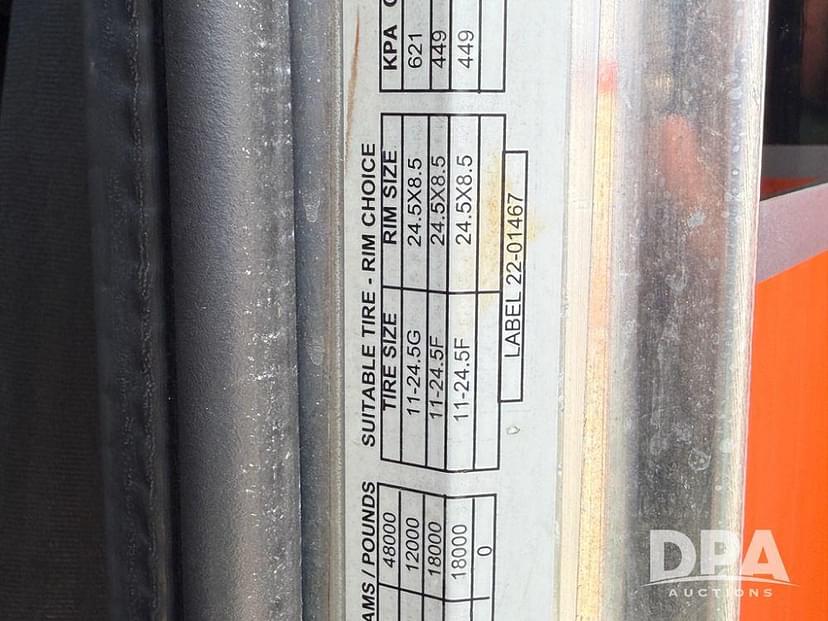 AMS / POUNDS
48000
12000
18000
18000
0
SUITABLE TIRE - RIM CHOICE
TIRE SIZE RIM SIZE
11-24.5G 24.5X8.5
11-24.5F 24.5X8.5
11-24.5F 24.5X8.5
LABEL 22-01467
KPA
621
449
449
DPA
AUCTIONS